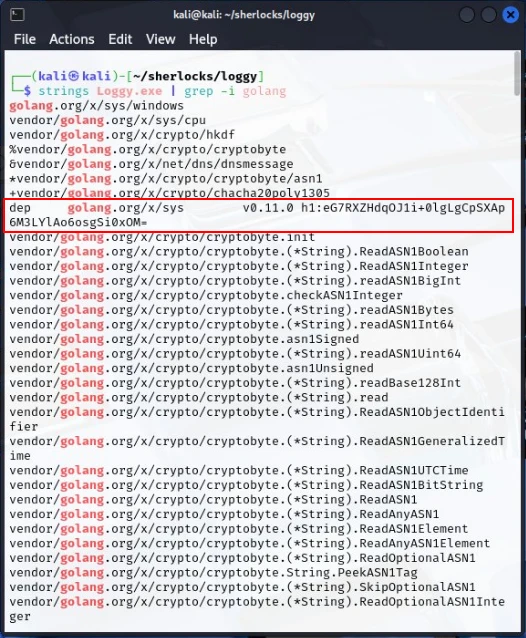 kali@kali: ~/sherlocks/loggy
File Actions Edit View Help
┌──(kali㉿kali)-[~/sherlocks/loggy]
└─$ strings Loggy.exe | grep -i golang
golang.org/x/sys/windows
vendor/golang.org/x/sys/cpu
vendor/golang.org/x/crypto/hkdf
%vendor/golang.org/x/crypto/cryptobyte
&vendor/golang.org/x/net/dns/dnsmessage
*vendor/golang.org/x/crypto/cryptobyte/asn1
+vendor/golang.org/x/crypto/chacha20poly1305
dep golang.org/x/sys v0.11.0 h1:eG7RXZHdqOJ1i+0lgLgCpSXAp
6M3LYlAo6osgSi0xOM=
vendor/golang.org/x/crypto/cryptobyte.init
vendor/golang.org/x/crypto/cryptobyte.(*String).ReadASN1Boolean
vendor/golang.org/x/crypto/cryptobyte.(*String).ReadASN1Integer
vendor/golang.org/x/crypto/cryptobyte.(*String).readASN1BigInt
vendor/golang.org/x/crypto/cryptobyte.checkASN1Integer
vendor/golang.org/x/crypto/cryptobyte.(*String).readASN1Bytes
vendor/golang.org/x/crypto/cryptobyte.(*String).readASN1Int64
vendor/golang.org/x/crypto/cryptobyte.asn1Signed
vendor/golang.org/x/crypto/cryptobyte.(*String).readASN1Uint64
vendor/golang.org/x/crypto/cryptobyte.asn1Unsigned
vendor/golang.org/x/crypto/cryptobyte.(*String).readBase128Int
vendor/golang.org/x/crypto/cryptobyte.(*String).read
vendor/golang.org/x/crypto/cryptobyte.(*String).ReadASN1ObjectIdenti
fier
vendor/golang.org/x/crypto/cryptobyte.(*String).ReadASN1GeneralizedT
ime
vendor/golang.org/x/crypto/cryptobyte.(*String).ReadASN1UTCTime
vendor/golang.org/x/crypto/cryptobyte.(*String).ReadASN1BitString
vendor/golang.org/x/crypto/cryptobyte.(*String).ReadASN1
vendor/golang.org/x/crypto/cryptobyte.(*String).ReadAnyASN1
vendor/golang.org/x/crypto/cryptobyte.(*String).ReadASN1Element
vendor/golang.org/x/crypto/cryptobyte.(*String).ReadAnyASN1Element
vendor/golang.org/x/crypto/cryptobyte.(*String).ReadOptionalASN1
vendor/golang.org/x/crypto/cryptobyte.String.PeekASN1Tag
vendor/golang.org/x/crypto/cryptobyte.(*String).SkipOptionalASN1
vendor/golang.org/x/crypto/cryptobyte.(*String).ReadOptionalASN1Inte
ger